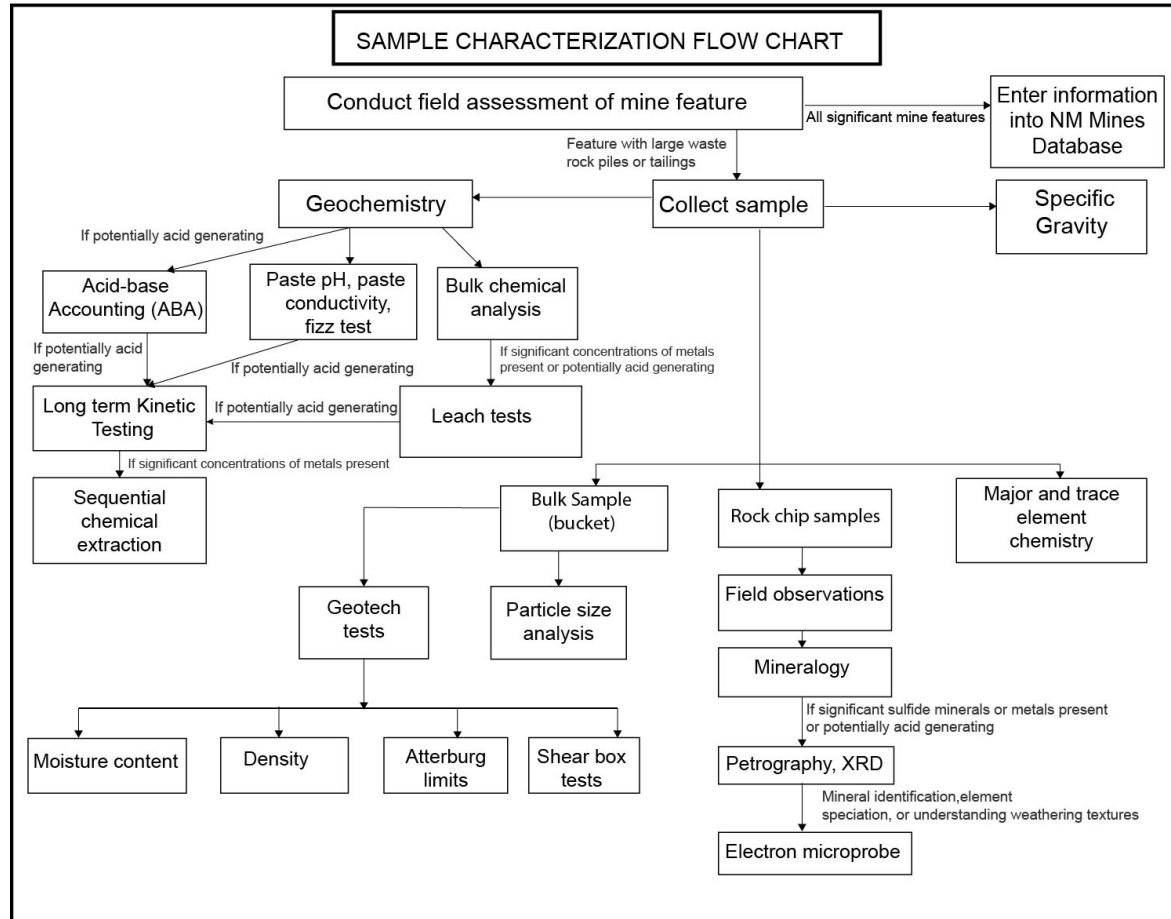 SAMPLE CHARACTERIZATION FLOW CHART
Conduct field assessment of mine feature
All significant mine features
Enter information
into NM Mines
Database
Feature with large waste
rock piles or tailings
Geochemistry
Collect sample
Specific
Gravity
If potentially acid generating
Acid-base
Accounting (ABA)
Paste pH, paste
conductivity,
fizz test
Bulk chemical
analysis
If potentially acid
generating
If potentially acid generating
If significant concentrations of metals
present or potentially acid generating
Long term Kinetic
Testing
If potentially acid generating
Leach tests
If significant concentrations of metals present
Sequential
chemical
extraction
Bulk Sample
(bucket)
Rock chip samples
Major and trace
element
chemistry
Geotech
tests
Particle size
analysis
Field observations
Mineralogy
If significant sulfide minerals or metals present
or potentially acid generating
Moisture content
Density
Atterburg
limits
Shear box
tests
Petrography, XRD
Mineral identification,element
speciation, or understanding weathering textures
Electron microprobe